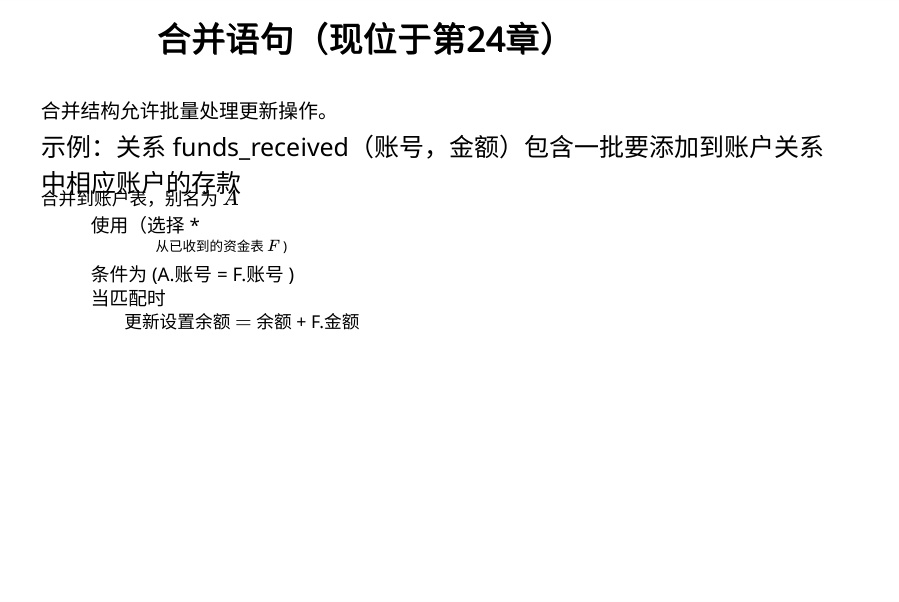 合并语句（现位于第24章）
合并结构允许批量处理更新操作。
示例：关系 funds_received（账号，金额）包含一批要添加到账户关系
中相应账户的存款
合并到账户表，别名为 A
使用（选择 *
从已收到的资金表 F )
条件为 (A.账号 = F.账号 )
当匹配时
更新设置余额 = 余额 + F.金额